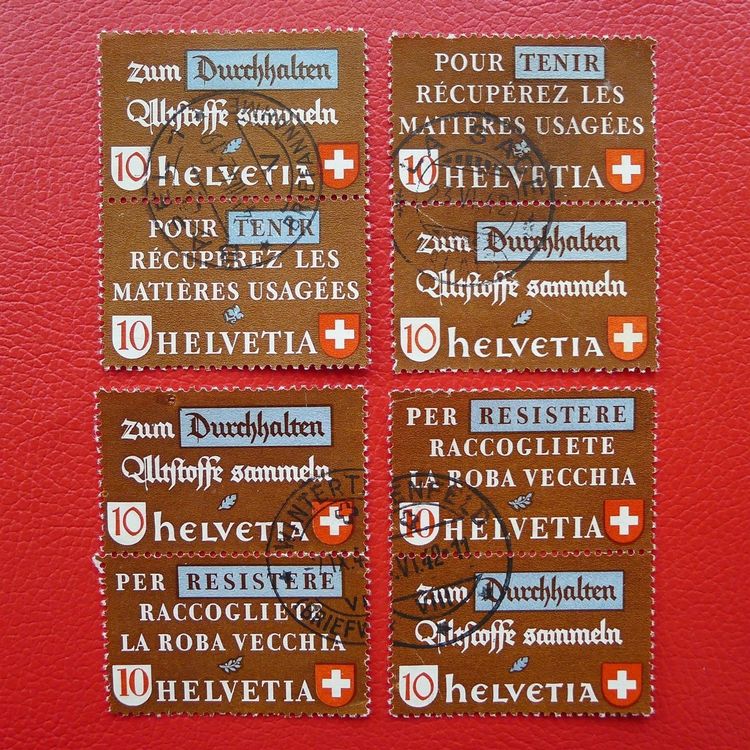 zum Durchhalten
Altstoffe sammeln
10 HELVETIA
POUR TENIR
RÉCUPÉREZ LES
MATIÈRES USAGÉES
10 HELVETIA
POUR TENIR
RÉCUPÉREZ LES
MATIÈRES USAGÉES
10 HELVETIA
zum Durchhalten
Altstoffe sammeln
10 HELVETIA
zum Durchhalten
Altstoffe sammeln
10 HELVETIA
PER RESISTERE
RACCOGLIETE
LA ROBA VECCHIA
10 HELVETIA
PER RESISTERE
RACCOGLIETE
LA ROBA VECCHIA
10 HELVETIA
zum Durchhalten
Altstoffe sammeln
10 HELVETIA